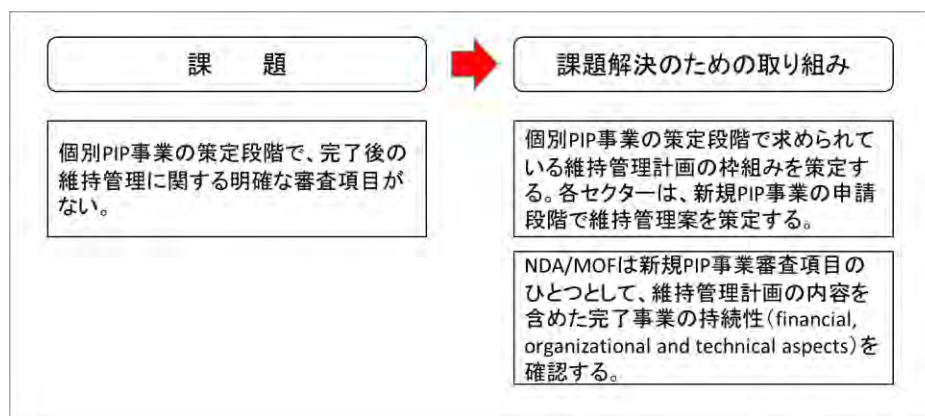 課　題
課題解決のための取り組み
個別PIP事業の策定段階で、完了後の
維持管理に関する明確な審査項目が
ない。
個別PIP事業の策定段階で求められて
いる維持管理計画の枠組みを策定す
る。各セクターは、新規PIP事業の申請
段階で維持管理案を策定する。
NDA/MOFは新規PIP事業審査項目の
ひとつとして、維持管理計画の内容を
含めた完了事業の持続性（financial,
organizational and technical aspects）を
確認する。